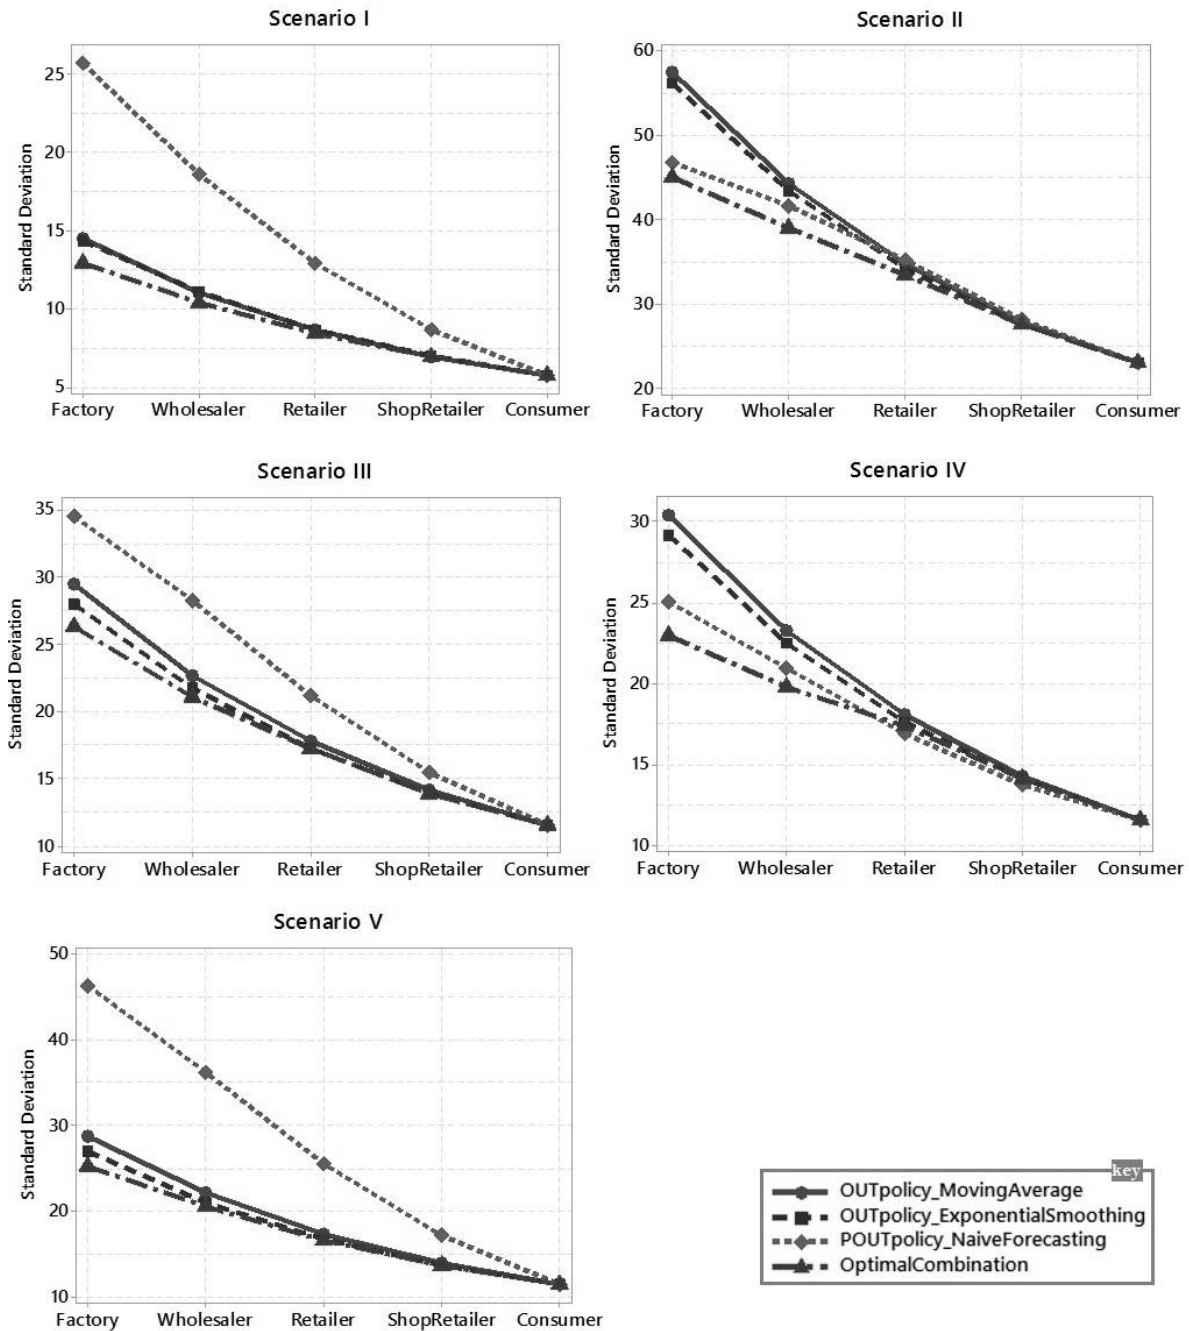 Scenario I
Standard Deviation
25
20
15
10
5
Factory Wholesaler Retailer ShopRetailer Consumer
Scenario II
Standard Deviation
60
50
40
30
20
Factory Wholesaler Retailer ShopRetailer Consumer
Scenario III
Standard Deviation
35
30
25
20
15
10
Factory Wholesaler Retailer ShopRetailer Consumer
Scenario IV
Standard Deviation
30
25
20
15
10
Factory Wholesaler Retailer ShopRetailer Consumer
Scenario V
Standard Deviation
50
40
30
20
10
Factory Wholesaler Retailer ShopRetailer Consumer
key
OUTpolicy_MovingAverage
OUTpolicy_ExponentialSmoothing
POUTpolicy_NaiveForecasting
OptimalCombination